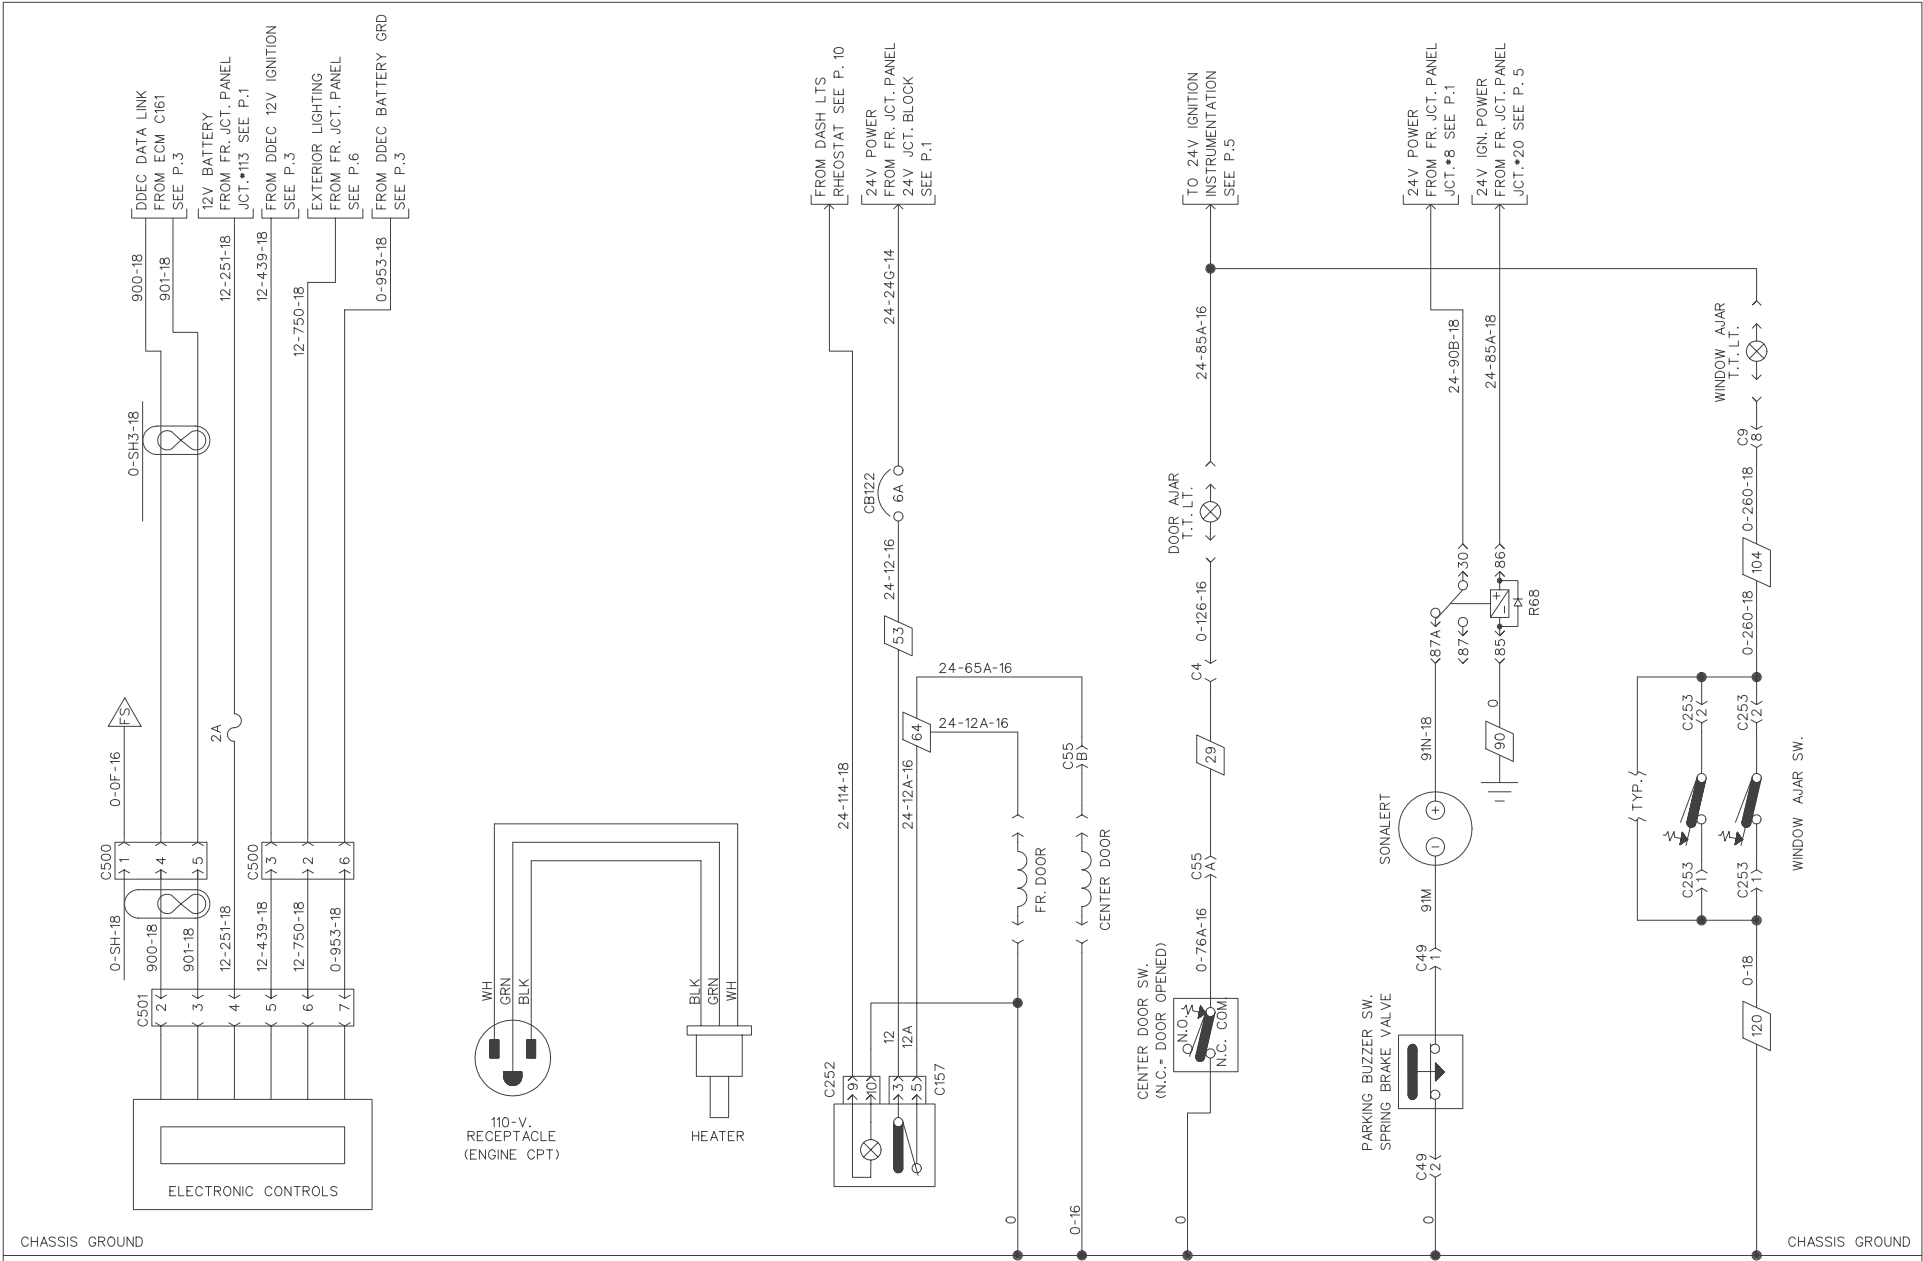 DDEC DATA LINK
FROM ECM C161
SEE P.3
12V BATTERY
FROM FR. JCT. PANEL
JCT.*113 SEE P.1
FROM DDEC 12V IGNITION
SEE P.3
EXTERIOR LIGHTING
FROM FR. JCT. PANEL
SEE P.6
FROM DDEC BATTERY GRD
SEE P.3
900-18
901-18
12-251-18
12-439-18
12-750-18
0-953-18
0-SH3-18
FS
2A
0-0F-16
C500
1
4
5
C500
3
2
6
0-SH-18
900-18
901-18
12-251-18
12-439-18
12-750-18
0-953-18
C501
2
3
4
5
6
7
ELECTRONIC CONTROLS
CHASSIS GROUND
WH
GRN
BLK
BLK
GRN
WH
110-V.
RECEPTACLE
(ENGINE CPT)
HEATER
FROM DASH LTS
RHEOSTAT SEE P. 10
24V POWER
FROM FR. JCT. PANEL
24V JCT. BLOCK
SEE P.1
24-24G-14
CB122
6A
24-12-16
53
24-65A-16
64
24-12A-16
24-114-18
24-12A-16
C55
B
FR. DOOR
CENTER DOOR
12
12A
C252
9
10
3
5
C157
0
0-16
TO 24V IGNITION
INSTRUMENTATION
SEE P.5
24-85A-16
DOOR AJAR
T.T. LT.
0-126-16
C4
29
C55
A
0-76A-16
CENTER DOOR SW.
(N.C.= DOOR OPENED)
N.O.
N.C. COM.
0
24V POWER
FROM FR. JCT. PANEL
JCT.*8 SEE P.1
24V IGN. POWER
FROM FR. JCT. PANEL
JCT.*20 SEE P. 5
24-90B-18
24-85A-18
30
86
87A
87
85
R68
91N-18
0
90
SONALERT
91M
C49
1
PARKING BUZZER SW.
SPRING BRAKE VALVE
C49
2
0
WINDOW AJAR
T.T. LT.
C9
8
0-260-18
104
0-260-18
C253
2
C253
2
TYP.
C253
1
C253
1
WINDOW AJAR SW.
0-18
120
CHASSIS GROUND